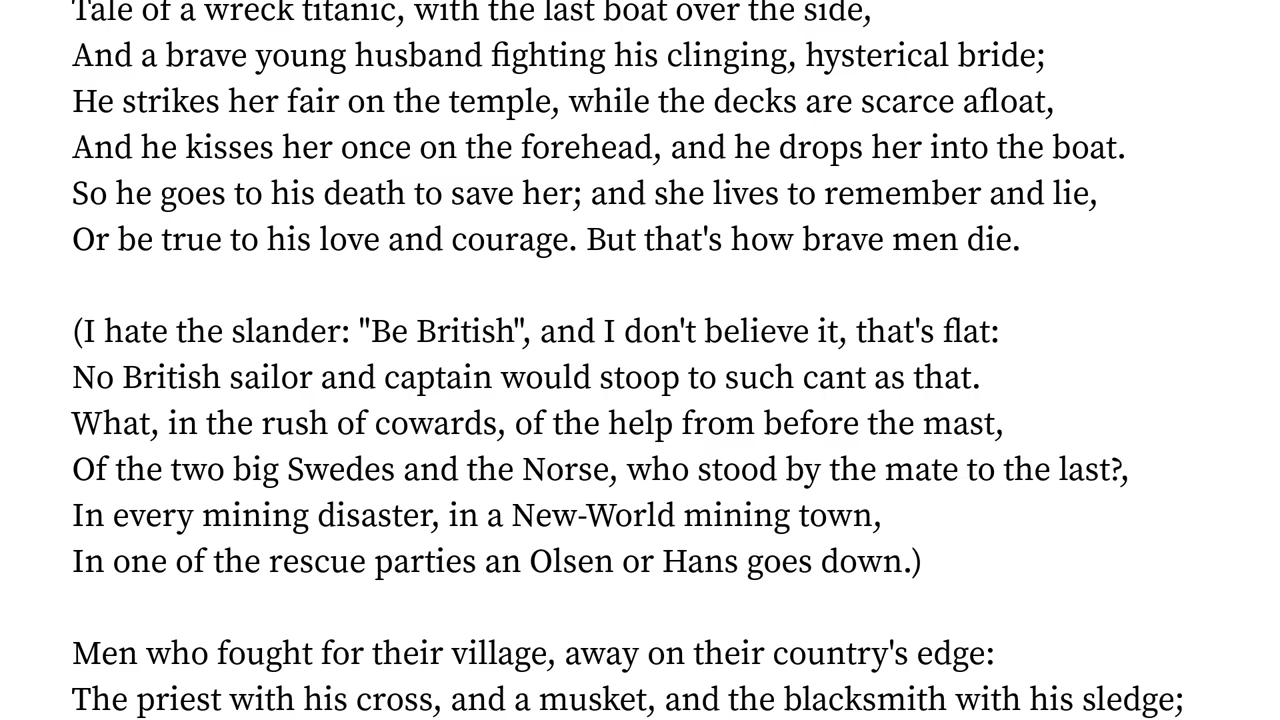 Tale of a wreck titanic, with the last boat over the side,
And a brave young husband fighting his clinging, hysterical bride;
He strikes her fair on the temple, while the decks are scarce afloat,
And he kisses her once on the forehead, and he drops her into the boat.
So he goes to his death to save her; and she lives to remember and lie,
Or be true to his love and courage. But that's how brave men die.
(I hate the slander: "Be British", and I don't believe it, that's flat:
No British sailor and captain would stoop to such cant as that.
What, in the rush of cowards, of the help from before the mast,
Of the two big Swedes and the Norse, who stood by the mate to the last?,
In every mining disaster, in a New-World mining town,
In one of the rescue parties an Olsen or Hans goes down.)
Men who fought for their village, away on their country's edge:
The priest with his cross, and a musket, and the blacksmith with his sledge;